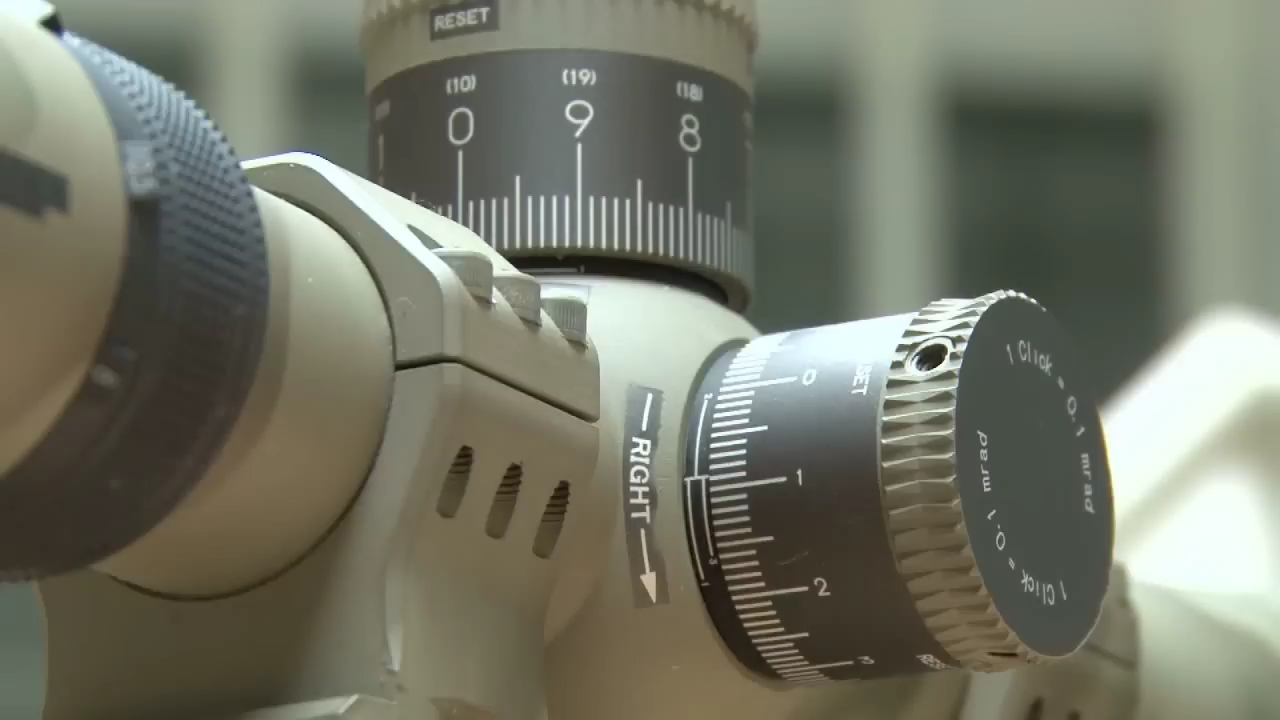 RESET
(10) (19) (18)
0 9 8
0
1
2
3
RIGHT
1 Click = 0.1 mrad
1 Click = 0.1 mrad